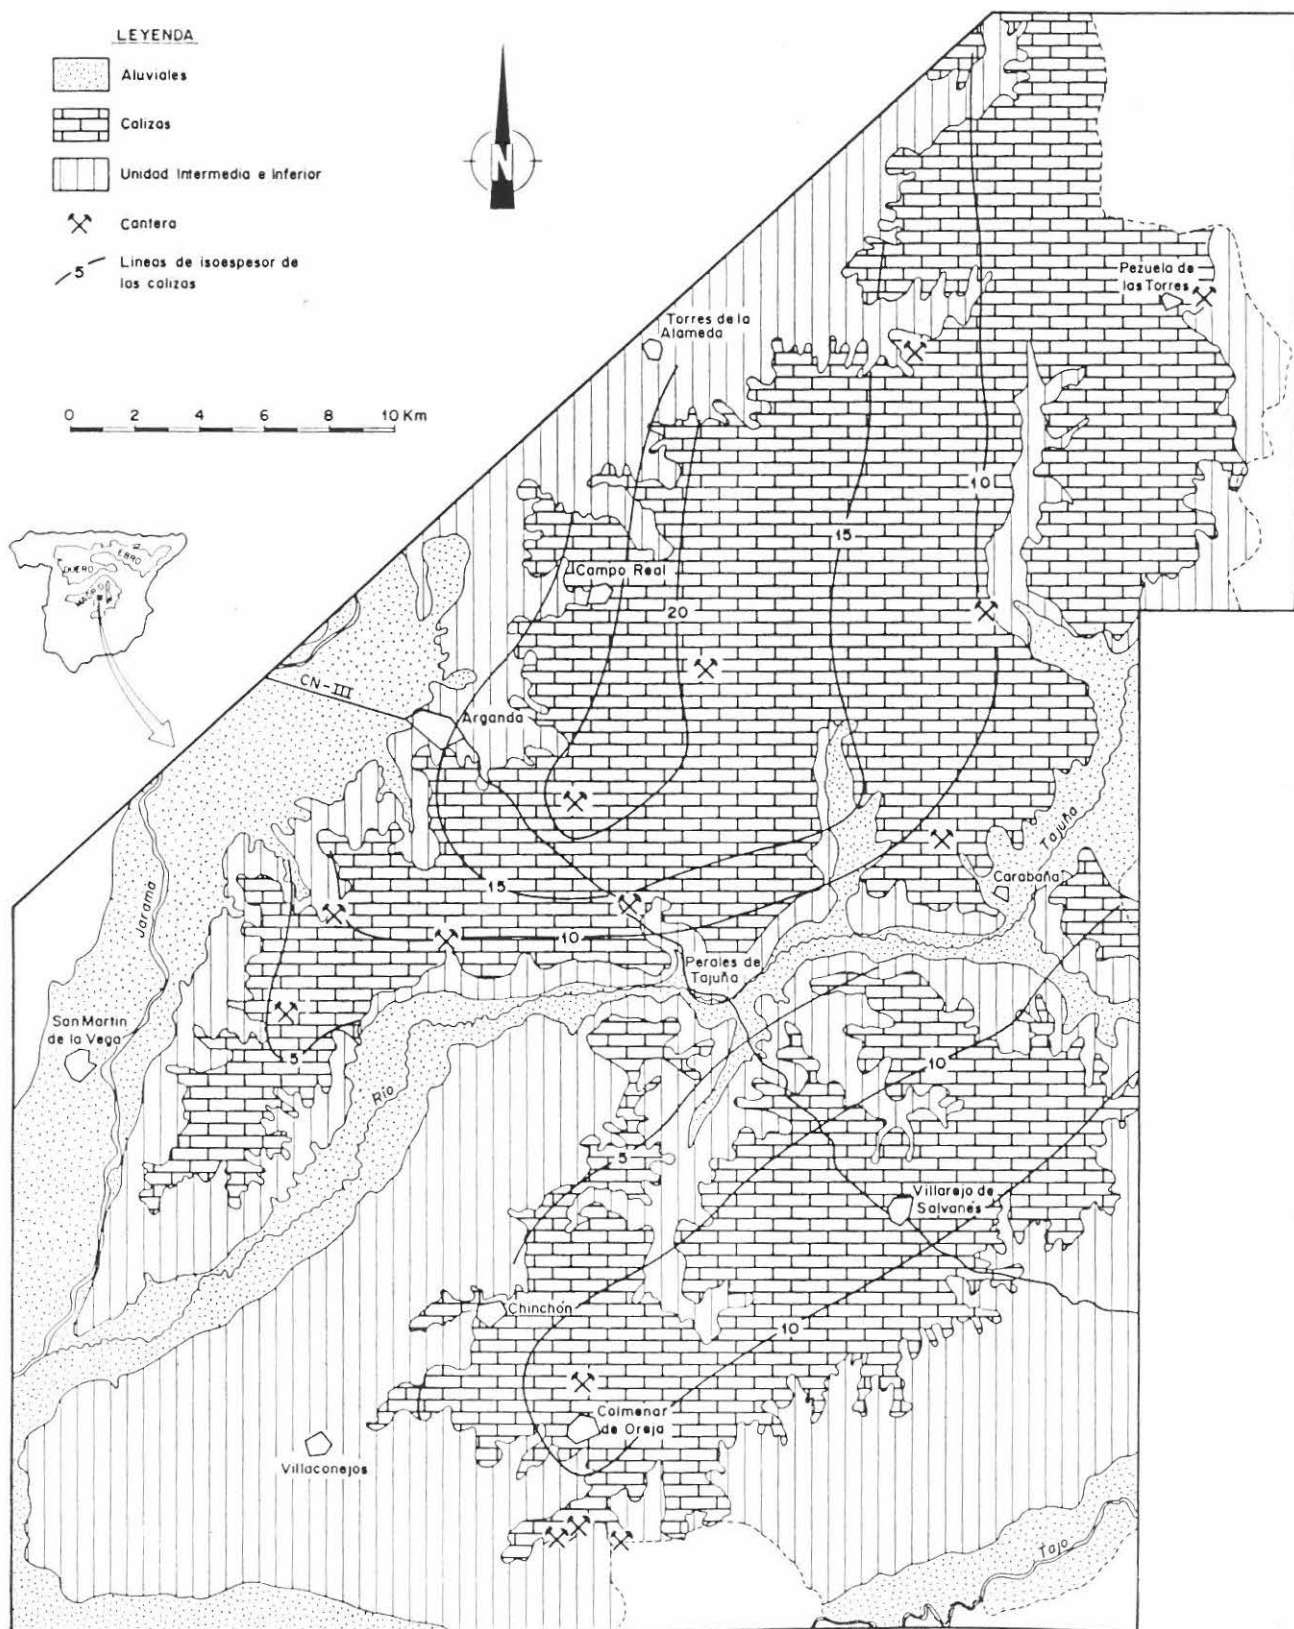 LEYENDA
Aluviales
Calizas
Unidad Intermedia e Inferior
Cantera
5
Lineas de isoespesor de
las calizas
N
0 2 4 6 8 10 Km
Pezuela de
las Torres
Torres de la
Alameda
10
15
EBRO
DUERO
Campo Real
20
CN-III
Arganda
Tajuña
Jarama
15
Carabaña
10
Perales de
Tajuña
San Martin
de la Vega
5
10
Río
5
Villarejo de
Salvanés
Chinchón
10
Colmenar
de Oreja
Villaconejos
Tajo